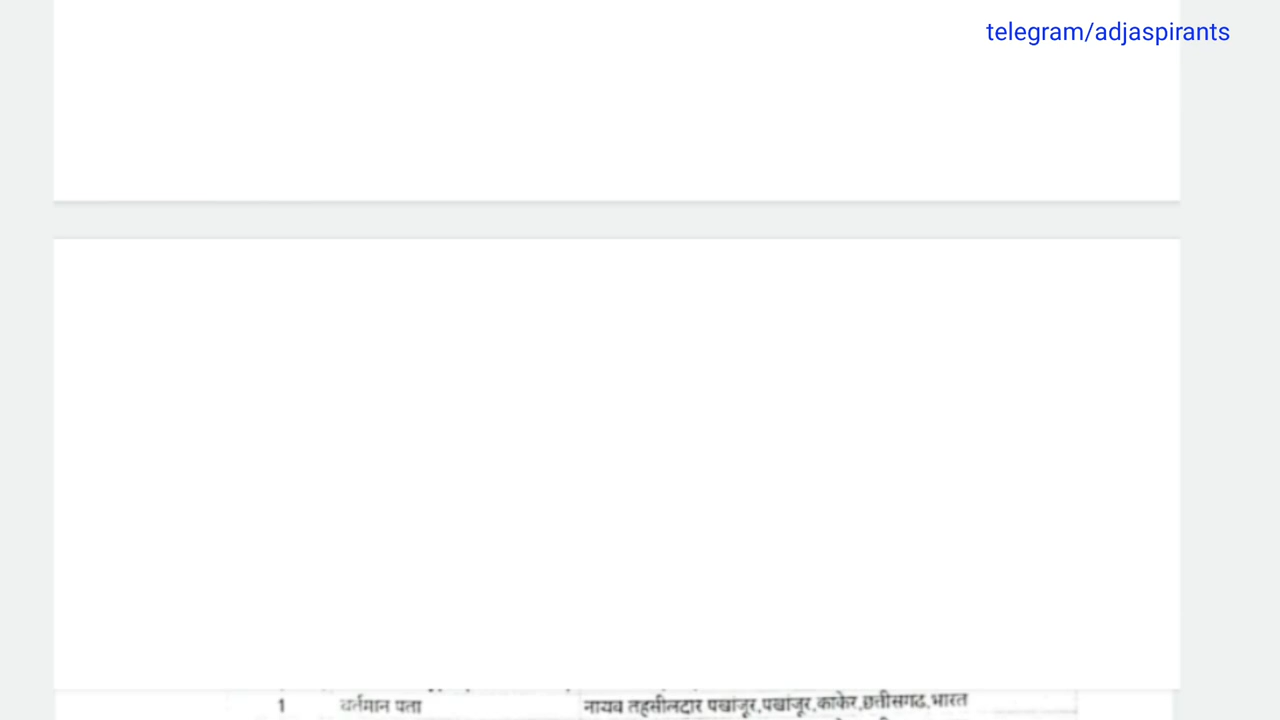 telegram/adjaspirants
1 वर्तमान पता नायब तहसीलदार पखांजूर,पखांजूर,कांकेर,छत्तीसगढ,भारत